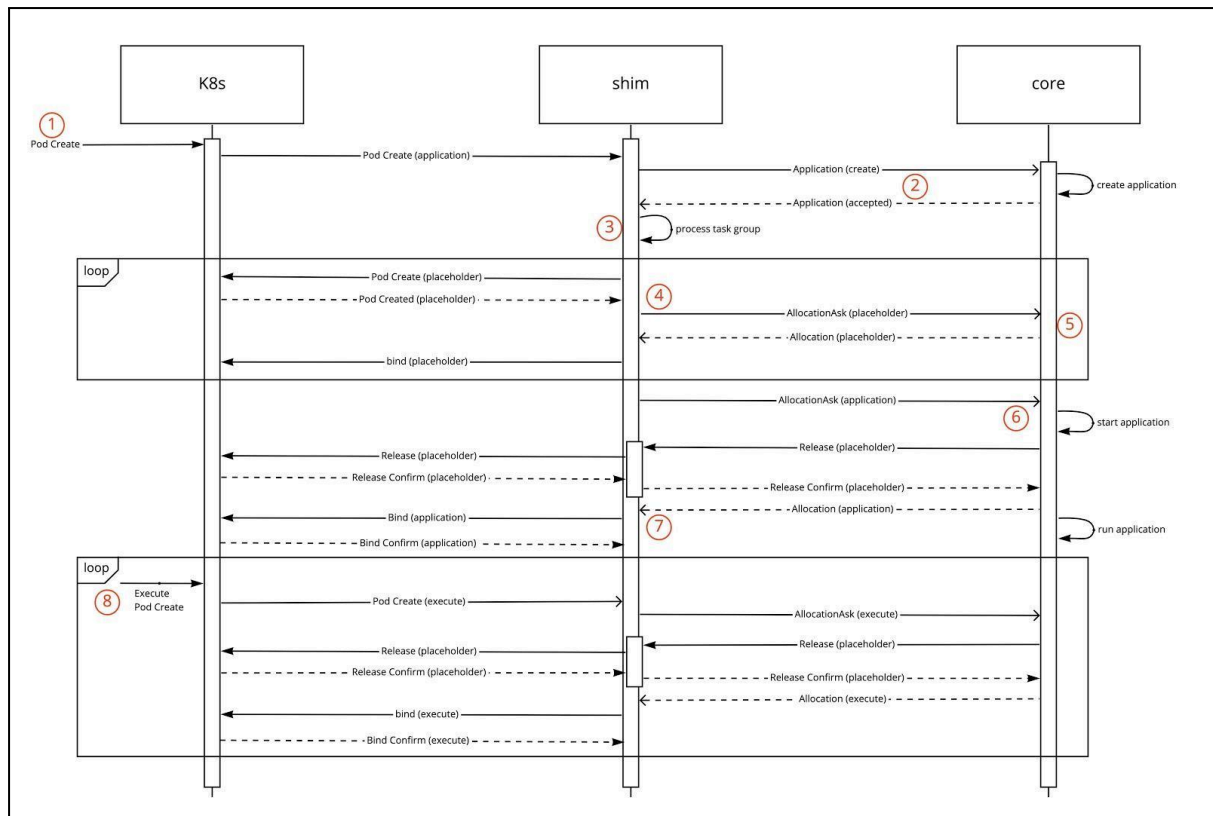 K8s
shim
core
1
Pod Create
Pod Create (application)
Application (create)
2
create application
Application (accepted)
3
process task group
loop
Pod Create (placeholder)
Pod Created (placeholder)
4
AllocationAsk (placeholder)
5
Allocation (placeholder)
bind (placeholder)
AllocationAsk (application)
6
start application
Release (placeholder)
Release (placeholder)
Release Confirm (placeholder)
Release Confirm (placeholder)
Allocation (application)
Bind (application)
7
run application
Bind Confirm (application)
loop
8
Execute
Pod Create
Pod Create (execute)
AllocationAsk (execute)
Release (placeholder)
Release (placeholder)
Release Confirm (placeholder)
Release Confirm (placeholder)
Allocation (execute)
bind (execute)
Bind Confirm (execute)